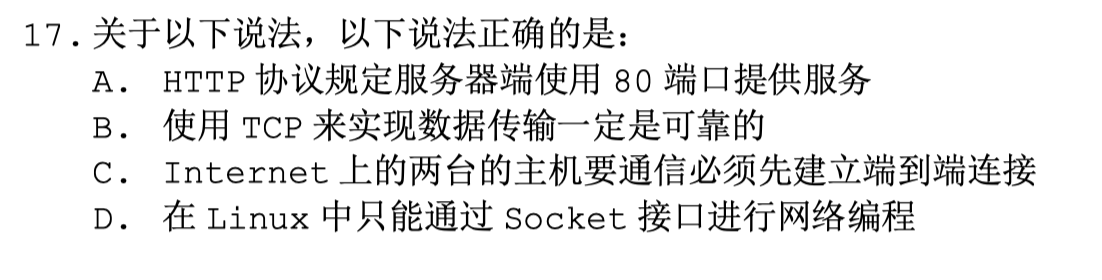 17.关于以下说法，以下说法正确的是：
A. HTTP 协议规定服务器端使用 80 端口提供服务
B. 使用 TCP 来实现数据传输一定是可靠的
C. Internet 上的两台的主机要通信必须先建立端到端连接
D. 在 Linux 中只能通过 Socket 接口进行网络编程